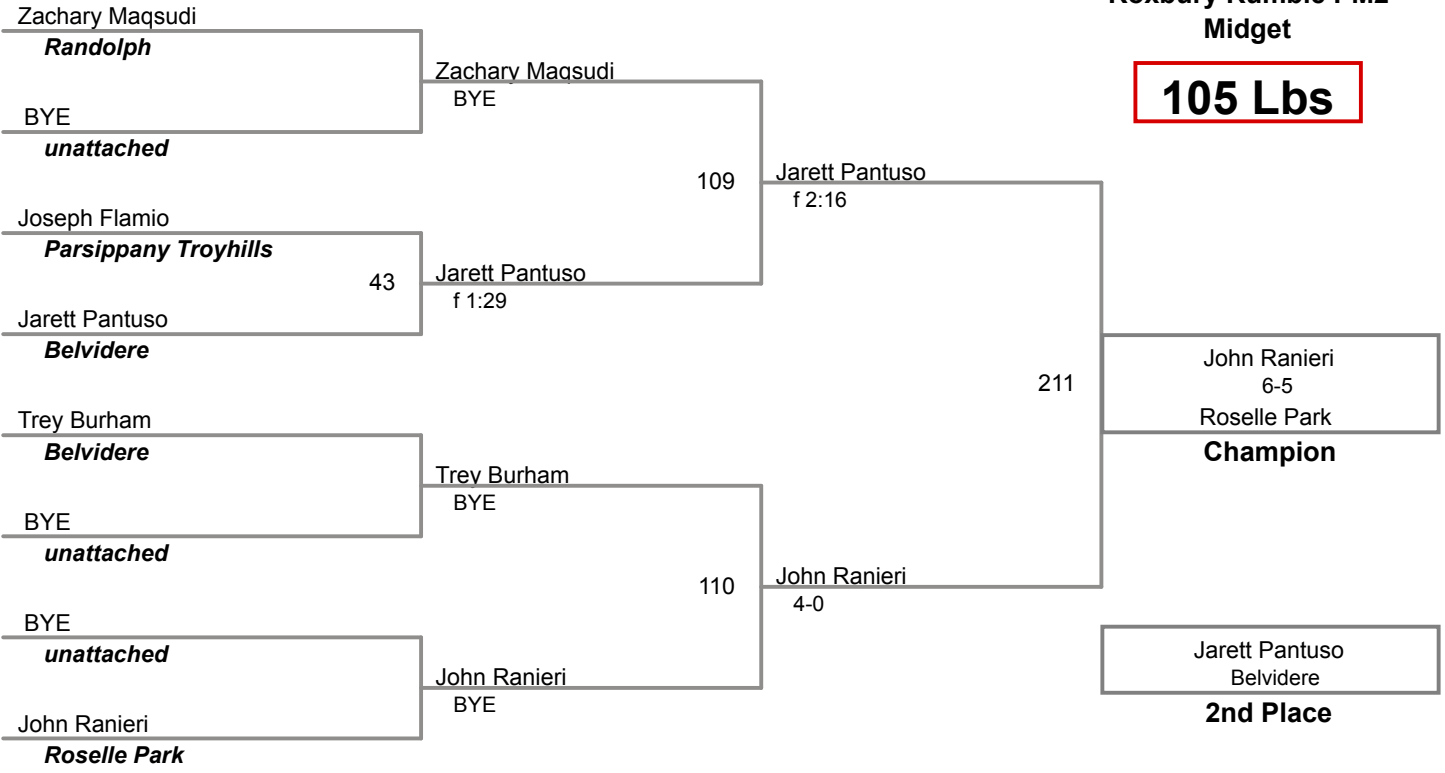 Midget
105 Lbs
Zachary Maqsudi
Randolph
BYE
unattached
Joseph Flamio
Parsippany Troyhills
43
Jarett Pantuso
Belvidere
Trey Burham
Belvidere
BYE
unattached
BYE
unattached
John Ranieri
Roselle Park
Zachary Maqsudi
BYE
109
Jarett Pantuso
f 1:29
Trey Burham
BYE
110
John Ranieri
BYE
Jarett Pantuso
f 2:16
211
John Ranieri
4-0
John Ranieri
6-5
Roselle Park
Champion
Jarett Pantuso
Belvidere
2nd Place